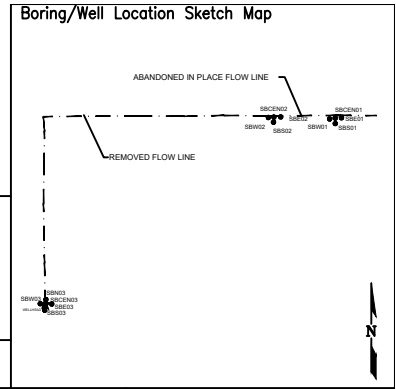 Boring/Well Location Sketch Map
ABANDONED IN PLACE FLOW LINE
SBCEN02
SBCEN01
SBE02
SBE01
SBW02
SBW01
SBS02
SBS01
REMOVED FLOW LINE
SBN03
SBW03
SBCEN03
SBE03
SBS03
N